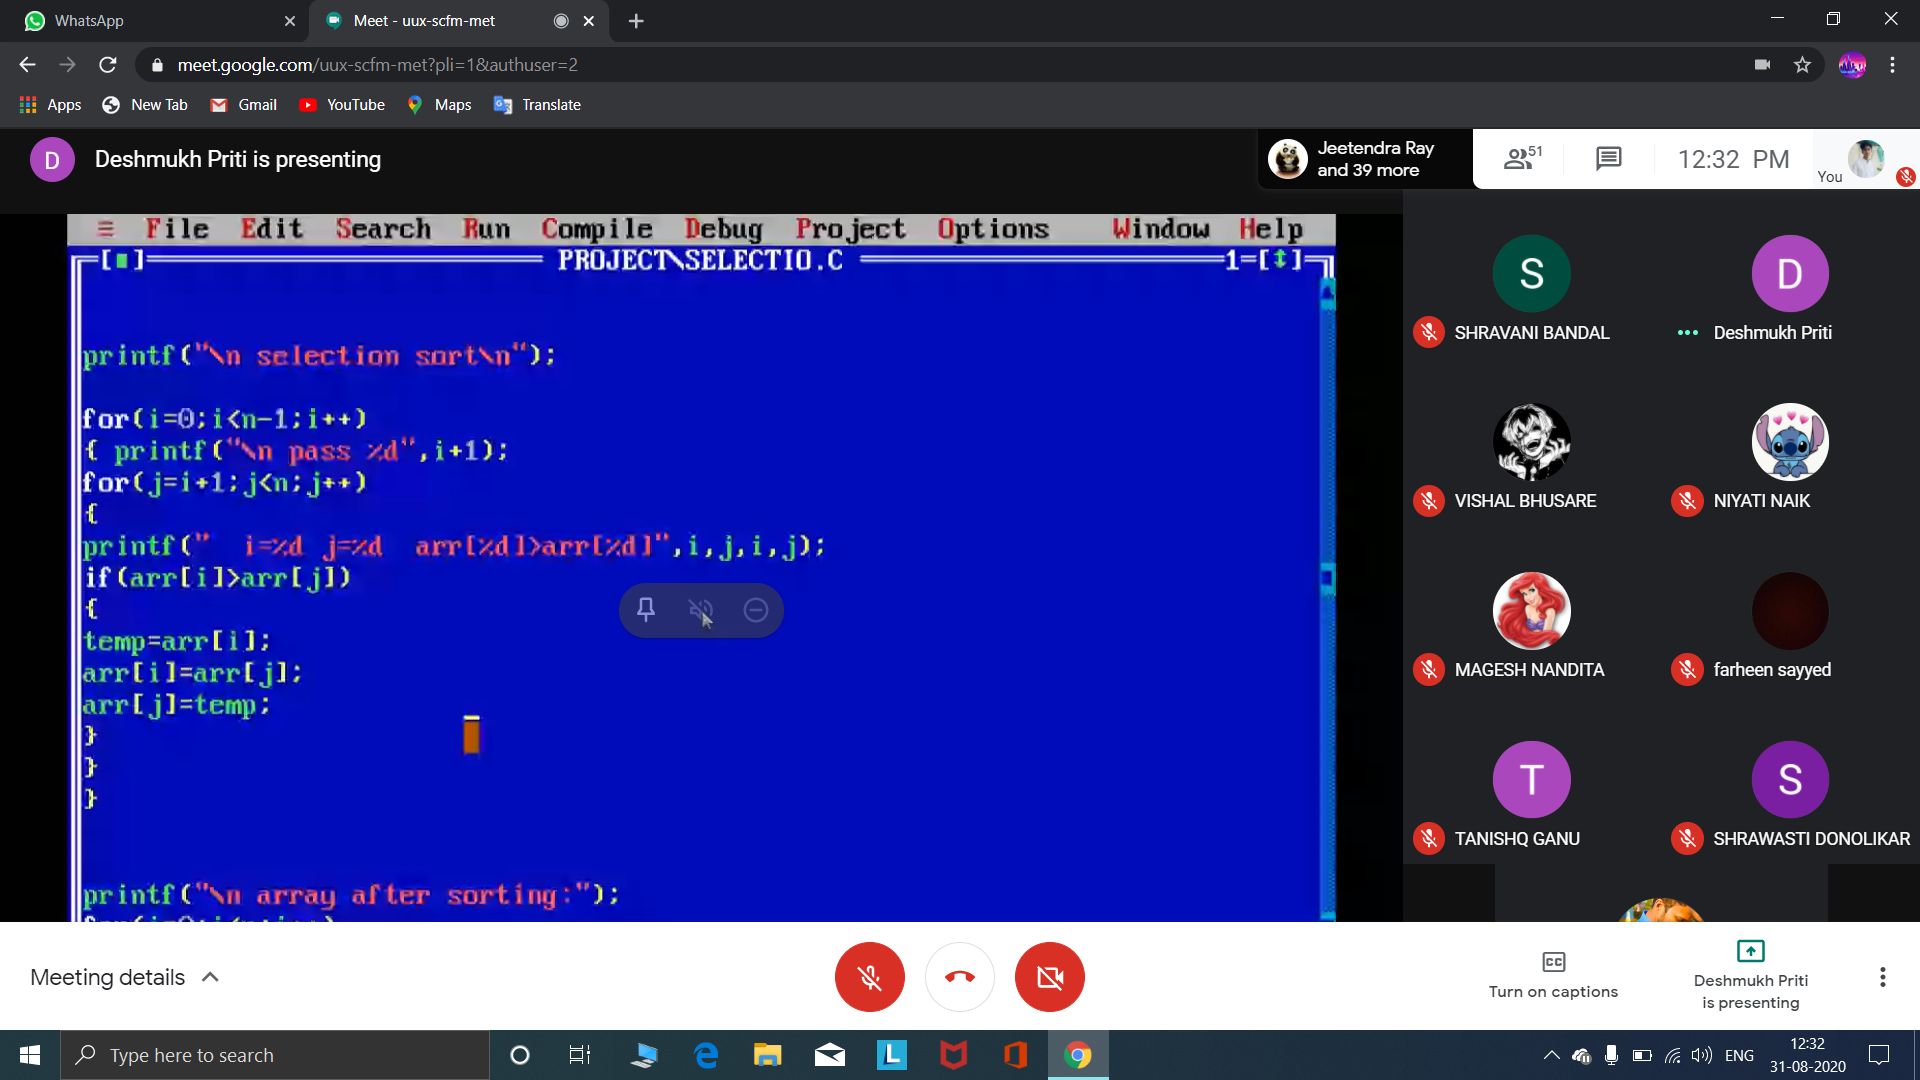 WhatsApp
Meet - uux-scfm-met
meet.google.com/uux-scfm-met?pli=1&authuser=2
Apps
New Tab
Gmail
YouTube
Maps
Translate
D
Deshmukh Priti is presenting
Jeetendra Ray
and 39 more
51
12:32 PM
You
≡ File Edit Search Run Compile Debug Project Options Window Help
[■] PROJECT\SELECTIO.C 1=[↕]
printf("\n selection sort\n");
for(i=0;i<n-1;i++)
{ printf("\n pass %d",i+1);
for(j=i+1;j<n;j++)
{
printf("  i=%d j=%d  arr[%d]>arr[%d]",i,j,i,j);
if(arr[i]>arr[j])
{
temp=arr[i];
arr[i]=arr[j];
arr[j]=temp;
}
}
}
printf("\n array after sorting:");
S
SHRAVANI BANDAL
D
Deshmukh Priti
VISHAL BHUSARE
NIYATI NAIK
MAGESH NANDITA
farheen sayyed
T
TANISHQ GANU
S
SHRAWASTI DONOLIKAR
Meeting details
CC
Turn on captions
Deshmukh Priti
is presenting
Type here to search
L
ENG
12:32
31-08-2020